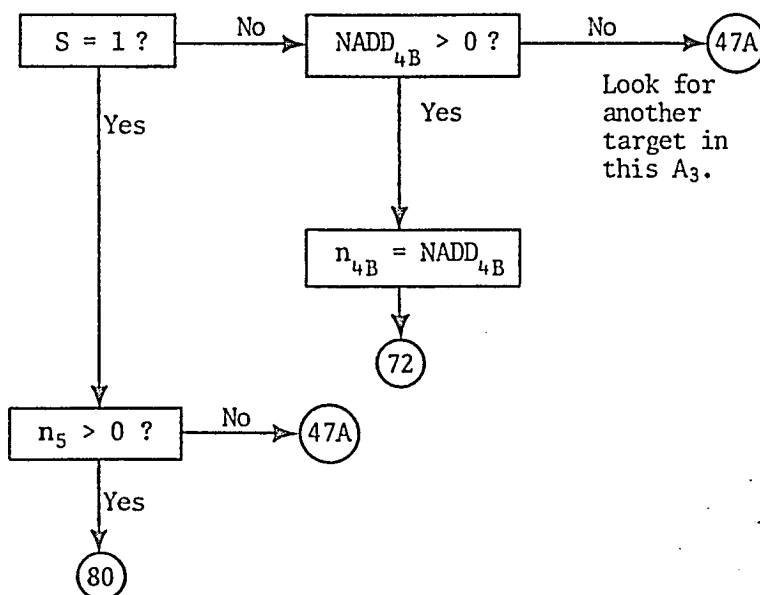 S = 1 ?
No
NADD₄B > 0 ?
No
47A
Look for
another
target in
this A₃.
Yes
Yes
n₄B = NADD₄B
72
n₅ > 0 ?
No
47A
Yes
80